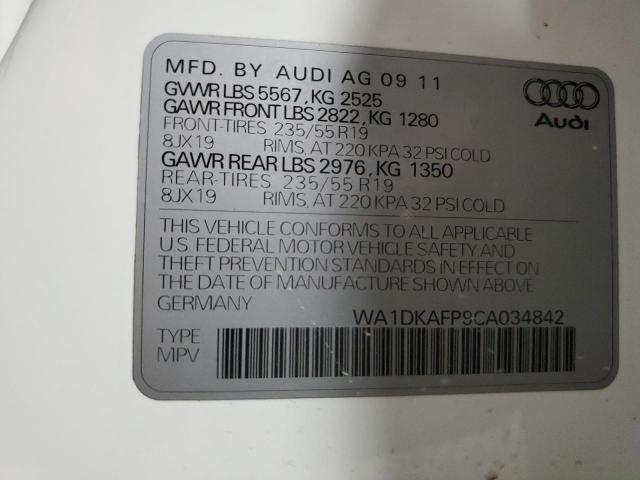 MFD. BY AUDI AG 09 11
GVWR LBS 5567, KG 2525
GAWR FRONT LBS 2822, KG 1280
FRONT-TIRES 235/55 R19
8JX19 RIMS, AT 220 KPA 32 PSI COLD
GAWR REAR LBS 2976, KG 1350
REAR-TIRES 235/55 R19
8JX19 RIMS, AT 220 KPA 32 PSI COLD
Audi
THIS VEHICLE CONFORMS TO ALL APPLICABLE
U.S. FEDERAL MOTOR VEHICLE SAFETY AND
THEFT PREVENTION STANDARDS IN EFFECT ON
THE DATE OF MANUFACTURE SHOWN ABOVE
GERMANY
WA1DKAFP9CA034842
TYPE
MPV